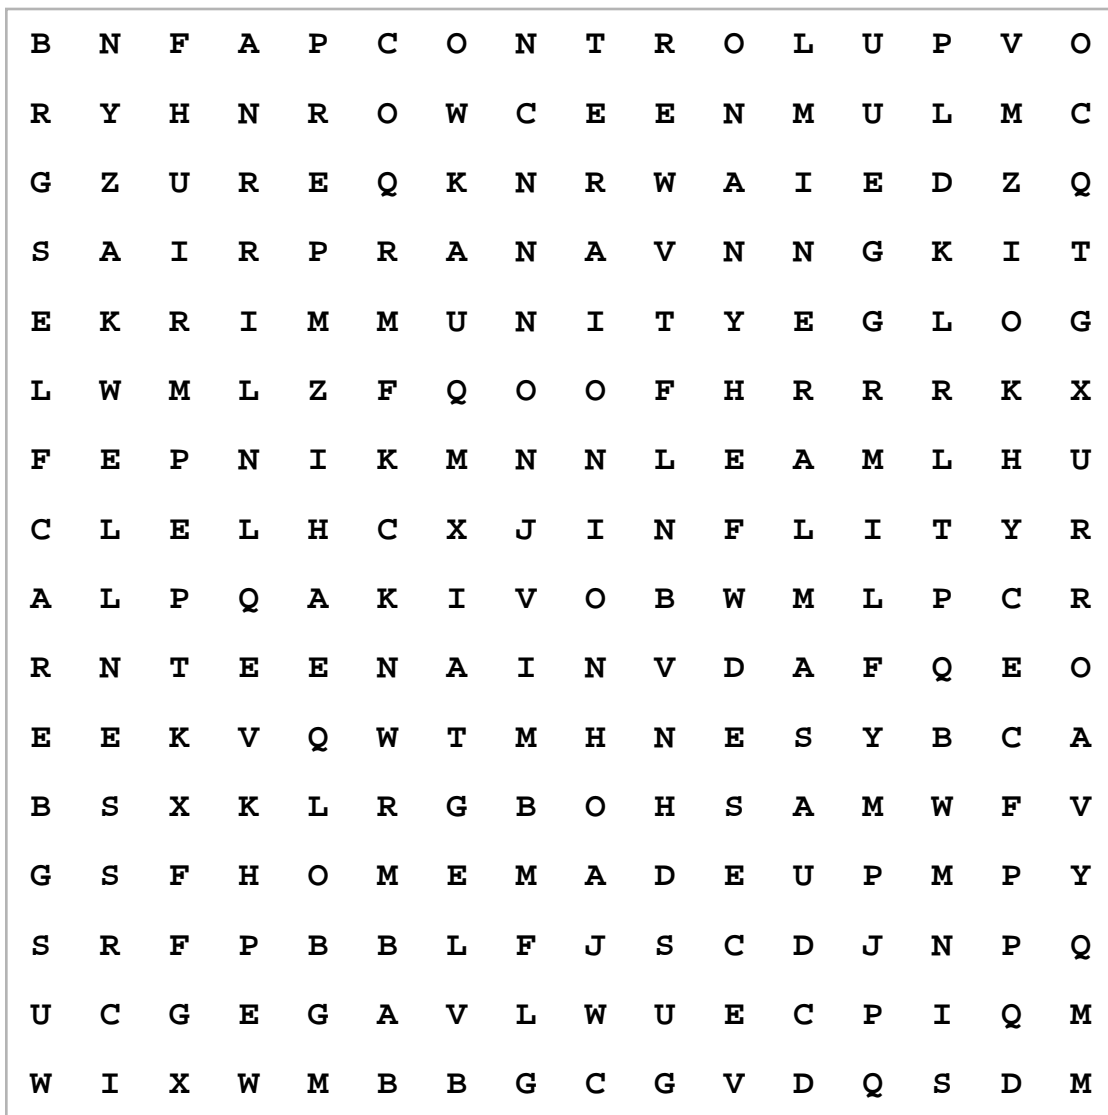 B N F A P C O N T R O L U P V O
R Y H N R O W C E E N M U L M C
G Z U R E Q K N R W A I E D Z Q
S A I R P R A N A V N N G K I T
E K R I M M U N I T Y E G L O G
L W M L Z F Q O O F H R R R K X
F E P N I K M N N L E A M L H U
C L E L H C X J I N F L I T Y R
A L P Q A K I V O B W M L P C R
R N T E E N A I N V D A F Q E O
E E K V Q W T M H N E S Y B C A
B S X K L R G B O H S A M W F V
G S F H O M E M A D E U P M P Y
S R F P B B L F J S C D J N P Q
U C G E G A V L W U E C P I Q M
W I X W M B B G C G V D Q S D M